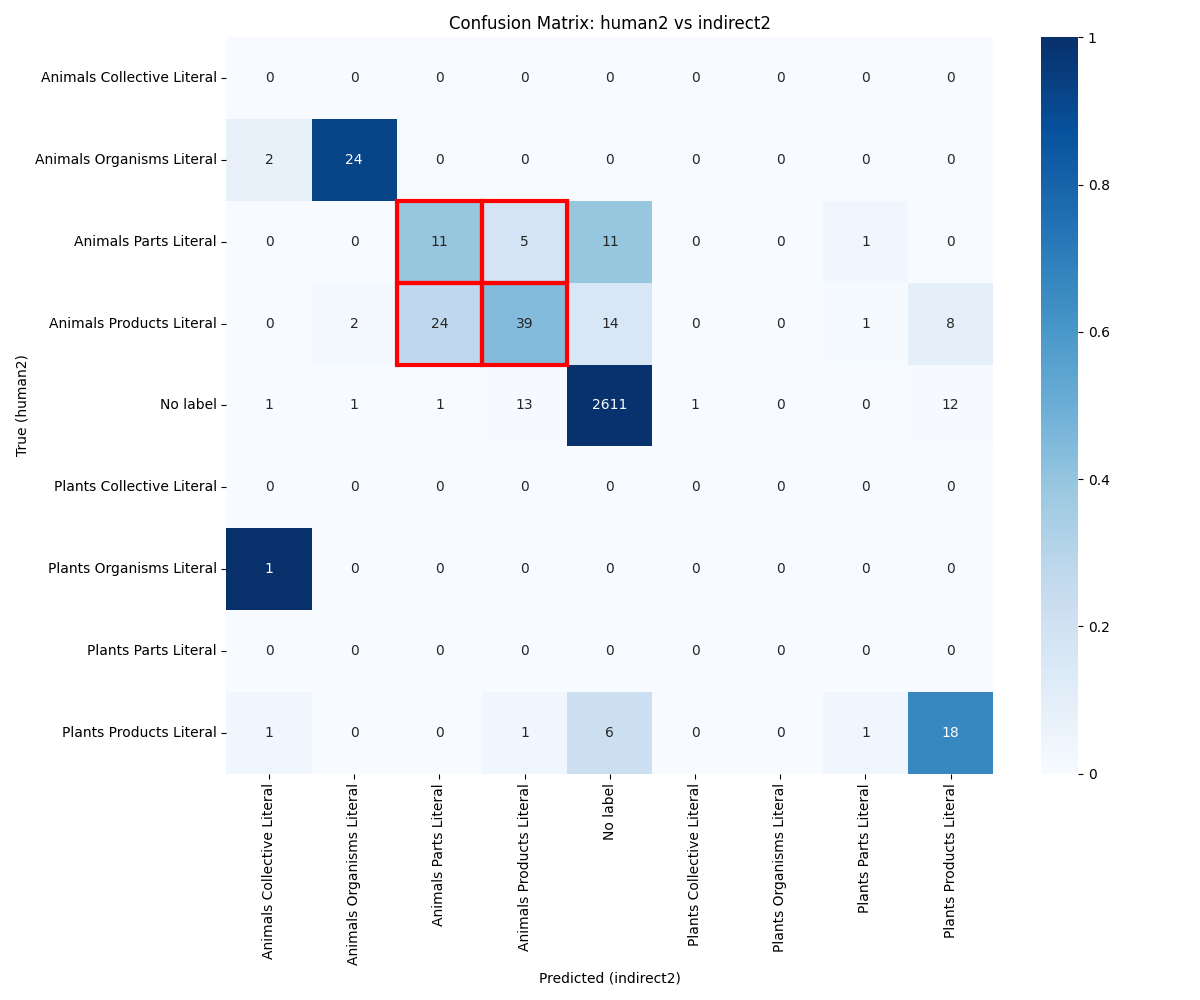 Confusion Matrix: human2 vs indirect2
Animals Collective Literal 0 0 0 0 0 0 0 0 0
Animals Organisms Literal 2 24 0 0 0 0 0 0 0
Animals Parts Literal 0 0 11 5 11 0 0 1 0
Animals Products Literal 0 2 24 39 14 0 0 1 8
No label 1 1 1 13 2611 1 0 0 12
Plants Collective Literal 0 0 0 0 0 0 0 0 0
Plants Organisms Literal 1 0 0 0 0 0 0 0 0
Plants Parts Literal 0 0 0 0 0 0 0 0 0
Plants Products Literal 1 0 0 1 6 0 0 1 18
True (human2)
Animals Collective Literal
Animals Organisms Literal
Animals Parts Literal
Animals Products Literal
No label
Plants Collective Literal
Plants Organisms Literal
Plants Parts Literal
Plants Products Literal
Predicted (indirect2)
1
0.8
0.6
0.4
0.2
0